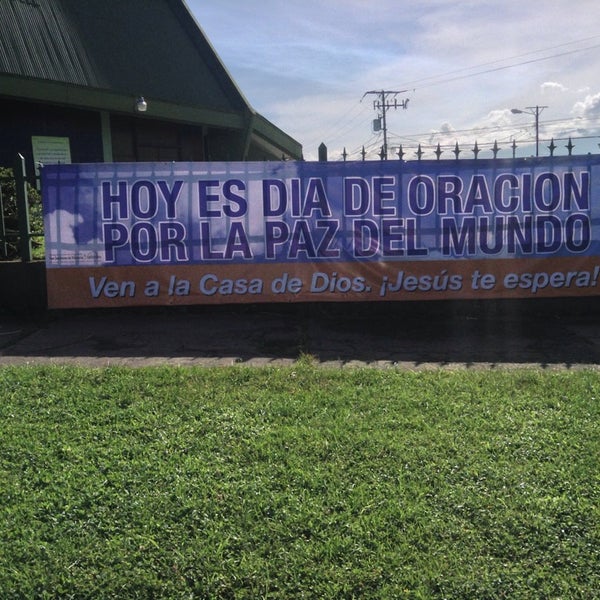 HOY ES DIA DE ORACION
POR LA PAZ DEL MUNDO
Ven a la Casa de Dios. ¡Jesús te espera!